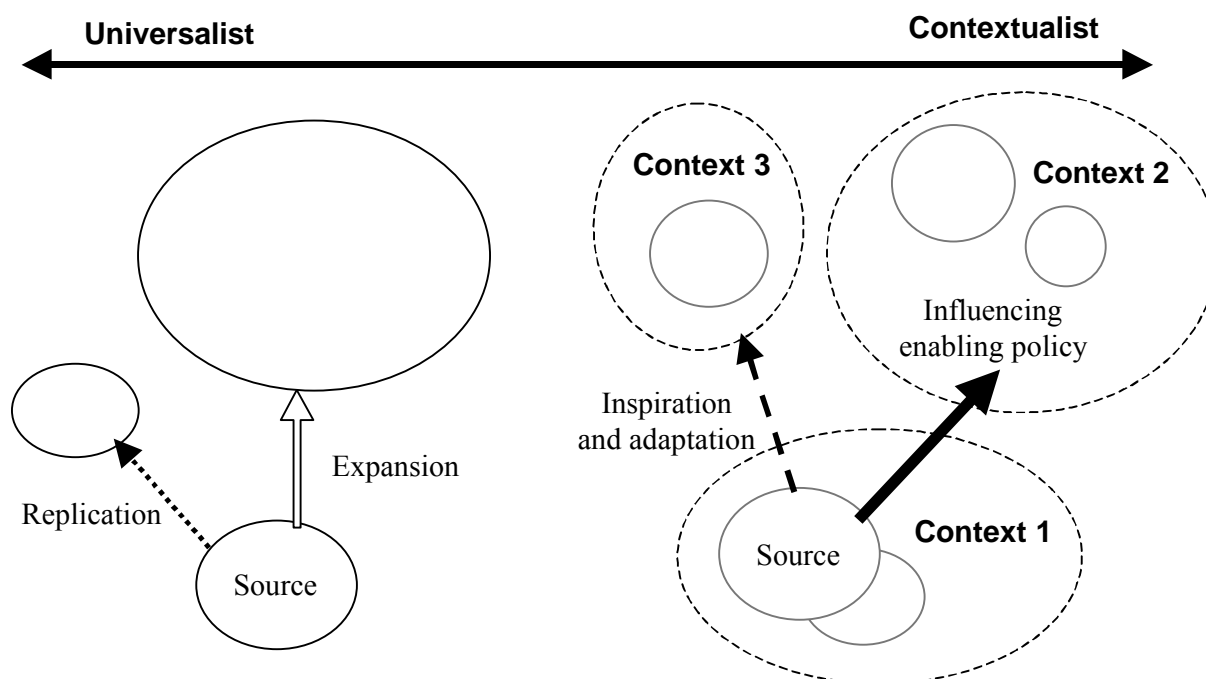 Universalist
Contextualist
Context 3
Context 2
Influencing
enabling policy
Inspiration
and adaptation
Expansion
Replication
Context 1
Source
Source